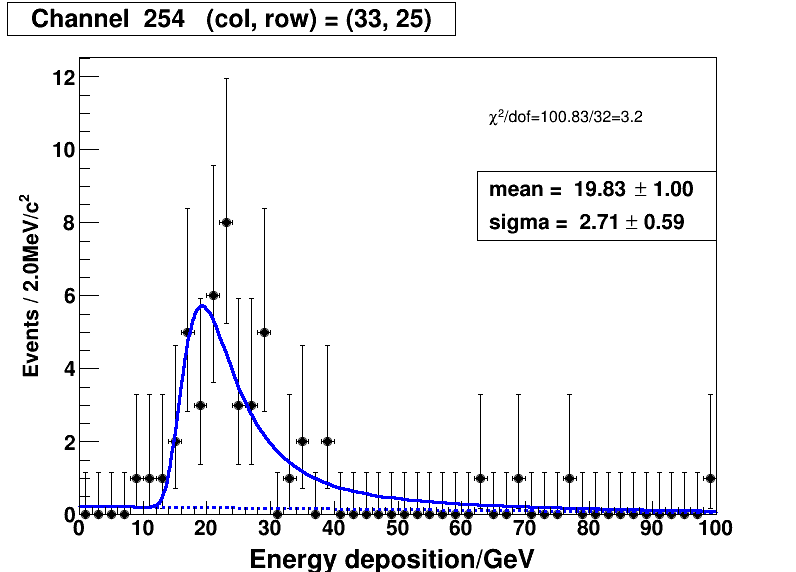 Channel 254 (col, row) = (33, 25)
χ²/dof=100.83/32=3.2
mean = 19.83 ± 1.00
sigma = 2.71 ± 0.59
Events / 2.0MeV/c²
12
10
8
6
4
2
0
0 10 20 30 40 50 60 70 80 90 100
Energy deposition/GeV